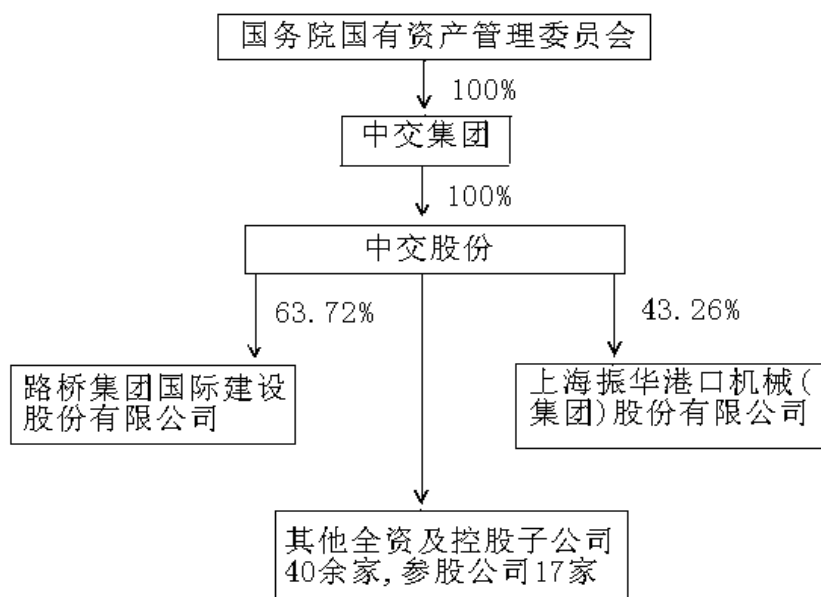 国务院国有资产管理委员会
100%
中交集团
100%
中交股份
63.72%
43.26%
路桥集团国际建设
股份有限公司
上海振华港口机械(
集团)股份有限公司
其他全资及控股子公司
40余家,参股公司17家